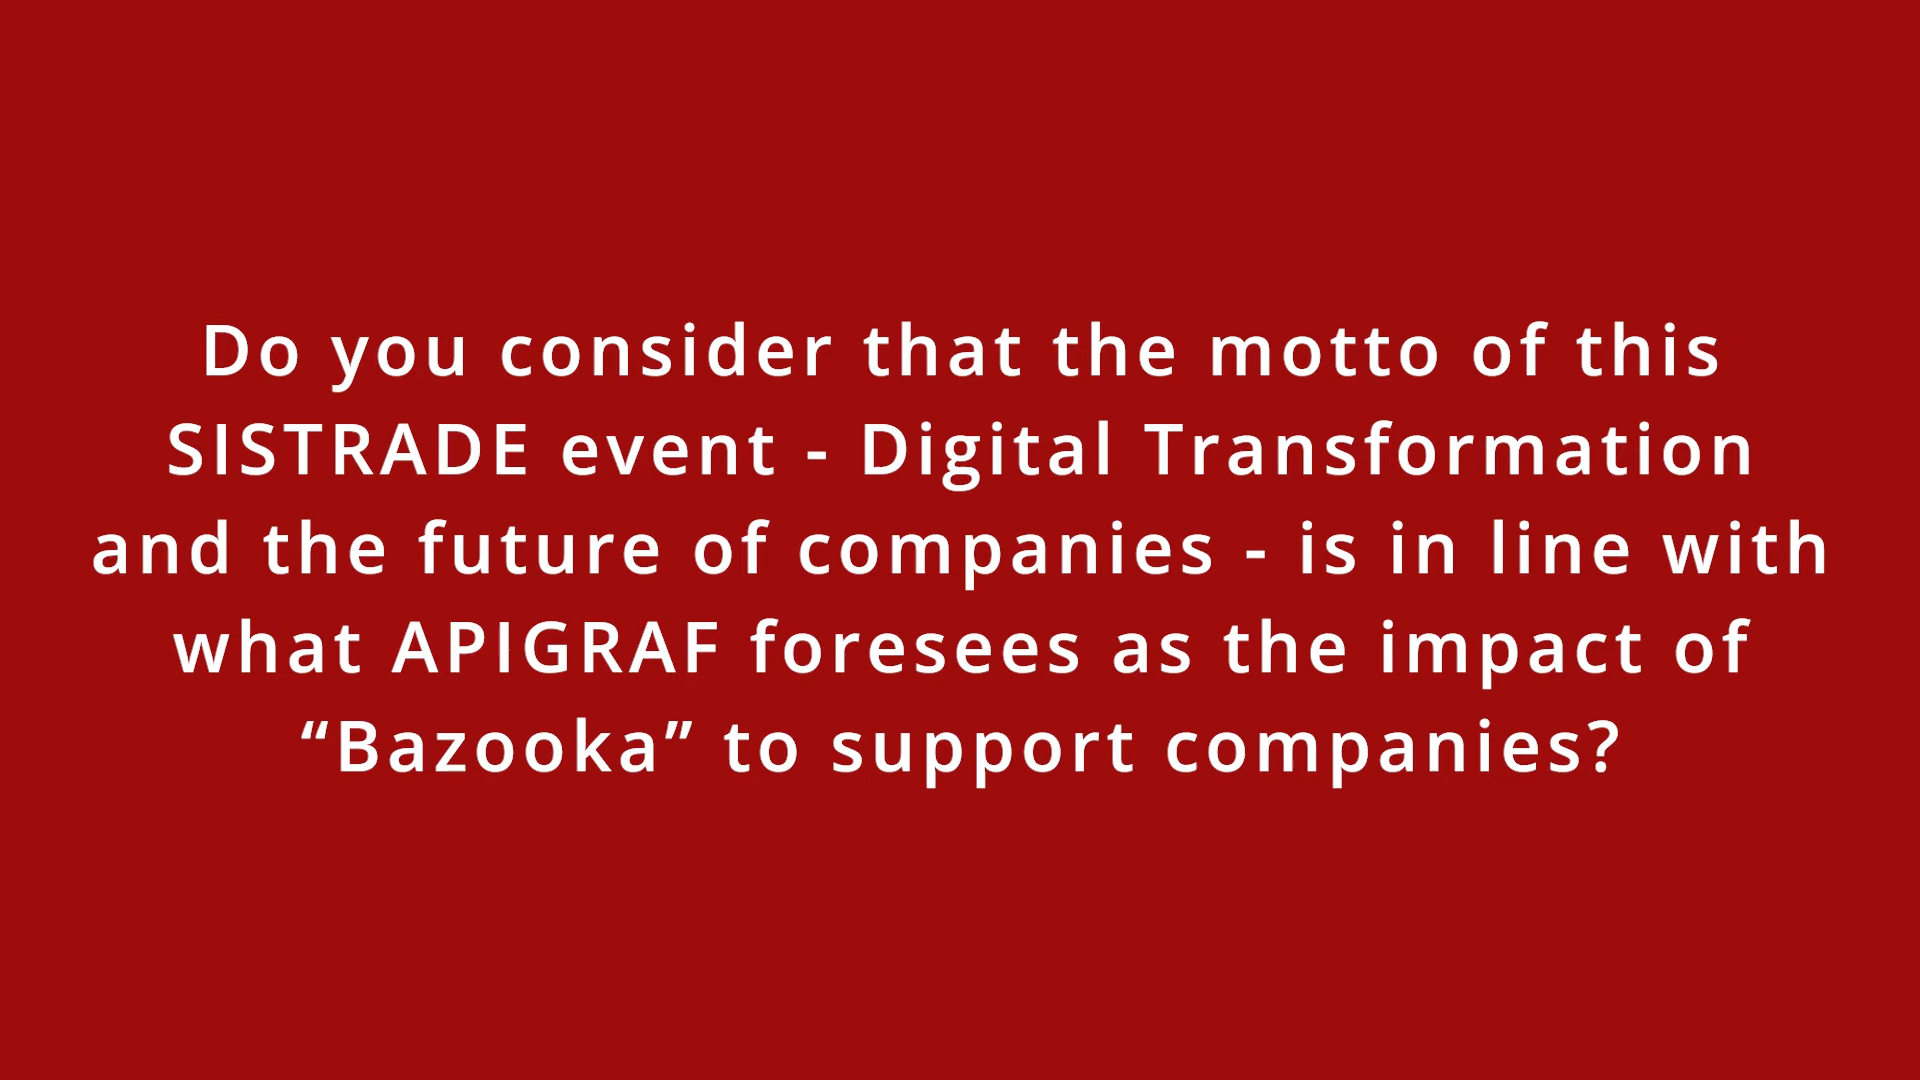 Do you consider that the motto of this
SISTRADE event - Digital Transformation
and the future of companies - is in line with
what APIGRAF foresees as the impact of
“Bazooka” to support companies?